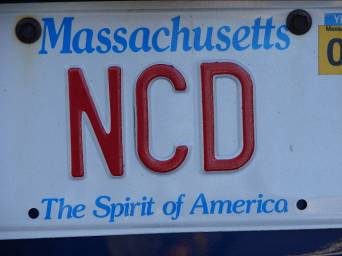 Massachusetts
NCD
The Spirit of America